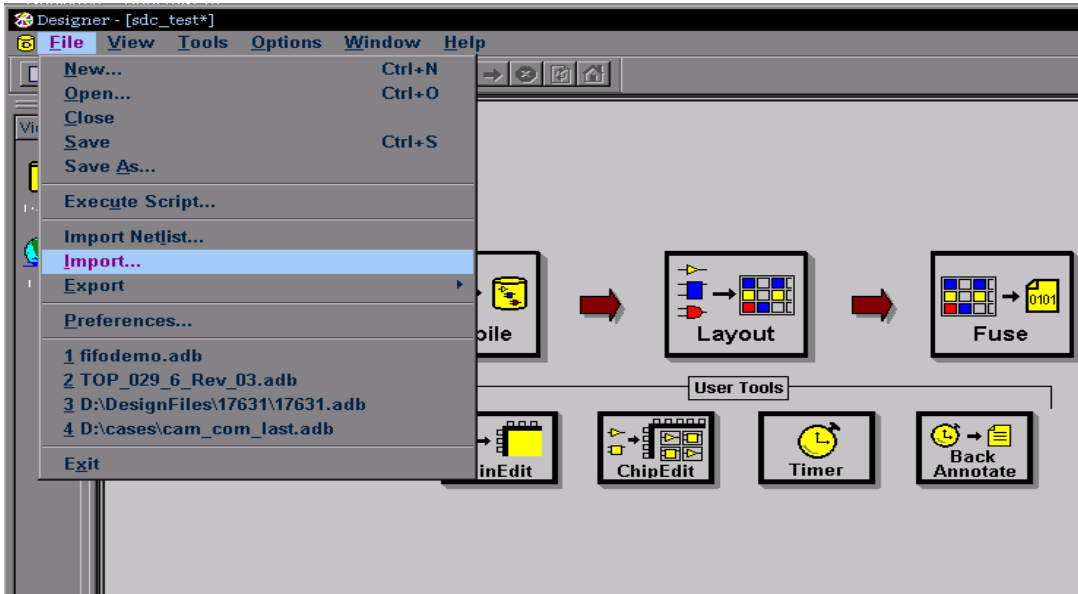 Designer - [sdc_test*]
File View Tools Options Window Help
New... Ctrl+N
Open... Ctrl+O
Close
Save Ctrl+S
Save As...
Execute Script...
Import Netlist...
Import...
Export
Preferences...
1 fifodemo.adb
2 TOP_029_6_Rev_03.adb
3 D:\DesignFiles\17631\17631.adb
4 D:\cases\cam_com_last.adb
Exit
Vi
pile
Layout
0101
Fuse
User Tools
inEdit
ChipEdit
Timer
Back
Annotate